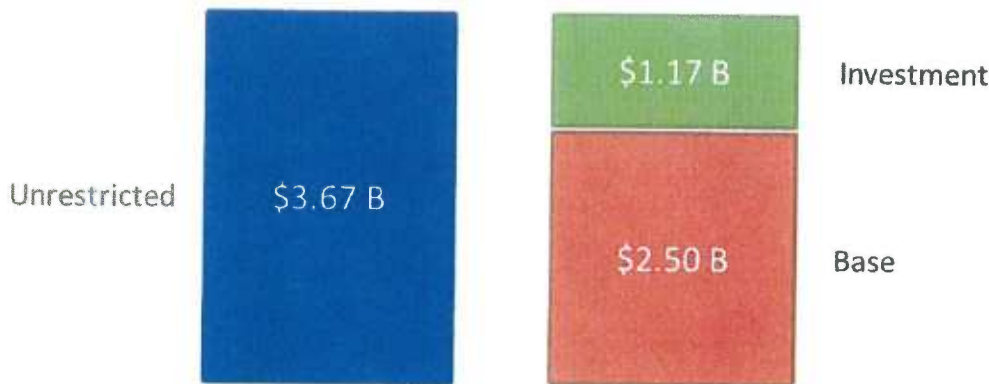 $1.17 B
Investment
Unrestricted
$3.67 B
$2.50 B
Base